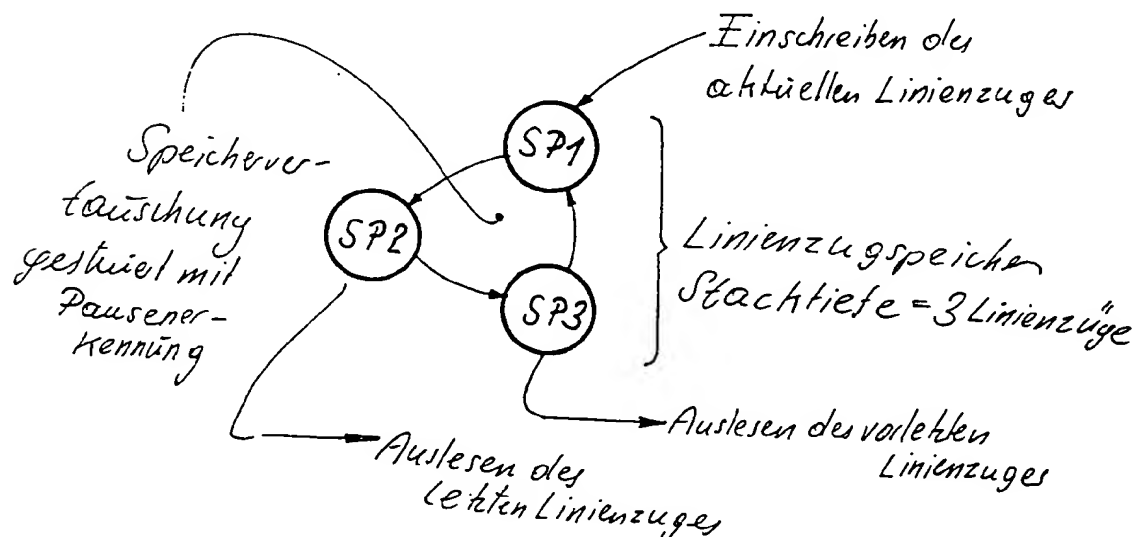 Einschreiben des
aktuellen Linienzuges
SP1
Speicherver-
tauschung
gesteuert mit
Pausener-
kennung
SP2
SP3
Linienzugspeicher
Stacktiefe = 3 Linienzüge
Auslesen des vorletzten
Linienzuges
Auslesen des
letzten Linienzuges